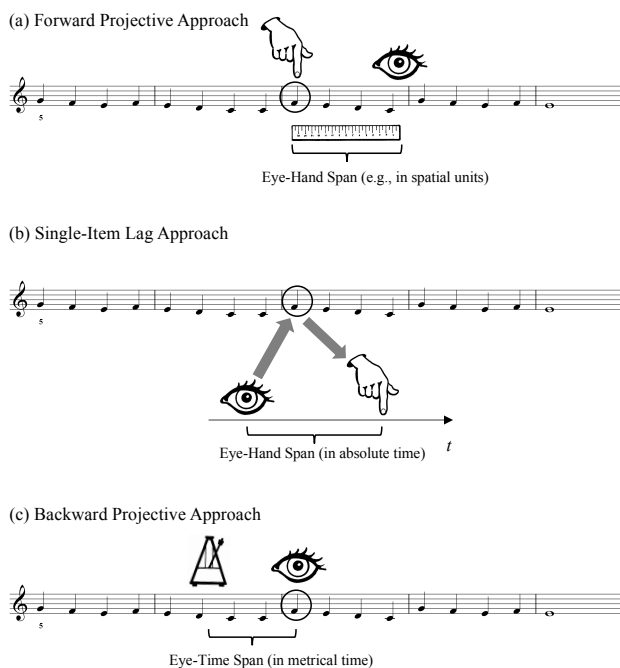 (a) Forward Projective Approach
5
Eye-Hand Span (e.g., in spatial units)
(b) Single-Item Lag Approach
5
t
Eye-Hand Span (in absolute time)
(c) Backward Projective Approach
5
Eye-Time Span (in metrical time)